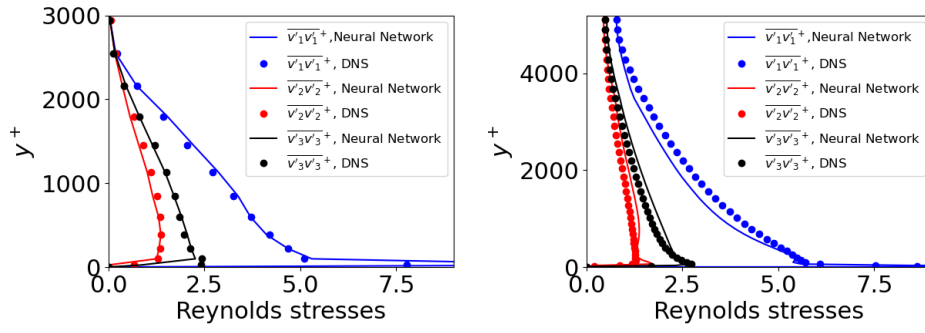 3000
2000
1000
0
y⁺
0.0 2.5 5.0 7.5
Reynolds stresses
v'₁v'₁⁺,Neural Network
v'₁v'₁⁺, DNS
v'₂v'₂⁺, Neural Network
v'₂v'₂⁺, DNS
v'₃v'₃⁺, Neural Network
v'₃v'₃⁺, DNS
4000
2000
0
y⁺
0.0 2.5 5.0 7.5
Reynolds stresses
v'₁v'₁⁺,Neural Network
v'₁v'₁⁺, DNS
v'₂v'₂⁺, Neural Network
v'₂v'₂⁺, DNS
v'₃v'₃⁺, Neural Network
v'₃v'₃⁺, DNS